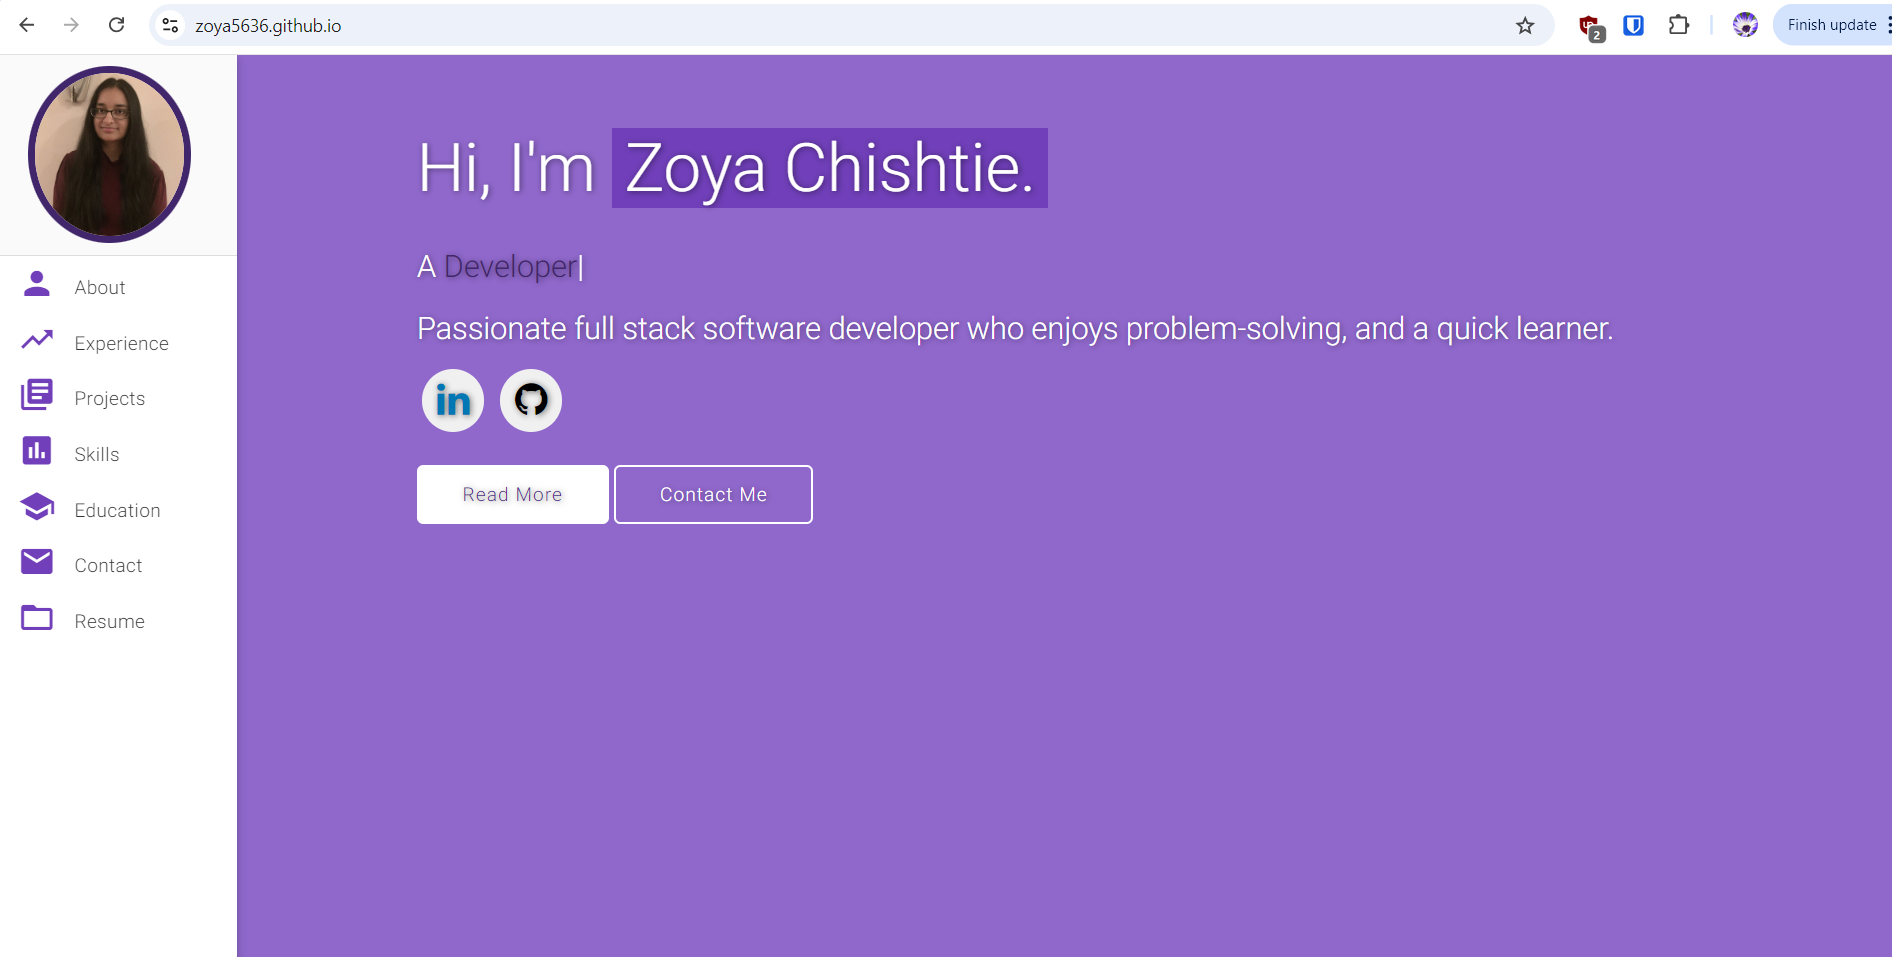 zoya5636.github.io
2
Finish update
Hi, I'm Zoya Chishtie.
A Developer|
Passionate full stack software developer who enjoys problem-solving, and a quick learner.
in
Read More
Contact Me
About
Experience
Projects
Skills
Education
Contact
Resume